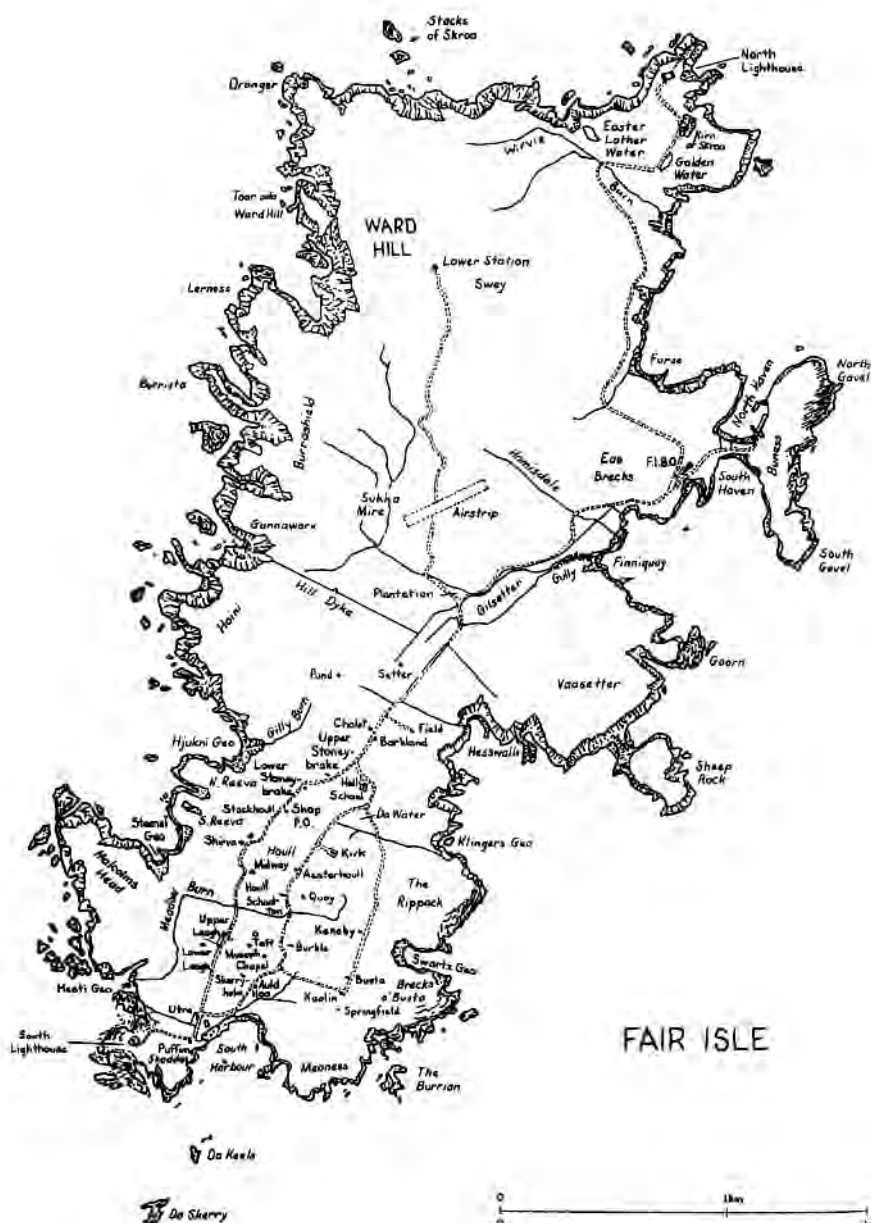 Stacks
of Skroo
North
Lighthouse
Dronger
Easter
Lother
Water
Wirvie
Burn
Kirn
of Skroo
Golden
Water
Ward Hill
WARD
HILL
Lower Station
Swey
Lerness
Furse
North
Gavel
North Haven
Burrista
Burrashield
Buness
Homisdale
Eas
Brecks
F.I.B.O.
South
Haven
Sukka
Mire
Airstrip
Gunnawark
South
Gavel
Finniquoy
Gully
Gilsetter
Plantation
Hill Dyke
Hoini
Goorn
Vaasetter
Setter
Pund
Gilly Burn
Chalet
Field
Upper
Stoney-
brake
Barkland
Hjukni Geo
Hesswalls
Sheep
Rock
Lower
Stoney-
brake
N. Reeva
Hall
School
Stackhoull
Shop
P.O.
Da Water
S. Reeva
Steensi Geo
Shirva
Klingers Geo
Kirk
Houll
Midway
Aesterhoull
Malcolms
Head
Houll
Quoy
The
Rippack
Meadow Burn
Upper
Leogh
Kenaby
Taft
Lower
Leogh
Museum
Chapel
Burkle
Swartz Geo
Hesti Geo
Skerry-
holm
Auld
Haa
Busta
Brecks
o' Busta
Koolin
Springfield
Utra
South
Lighthouse
Puffin
South
Harbour
Meoness
The
Burrian
FAIR ISLE
Da Keels
Da Skerry
0
1km